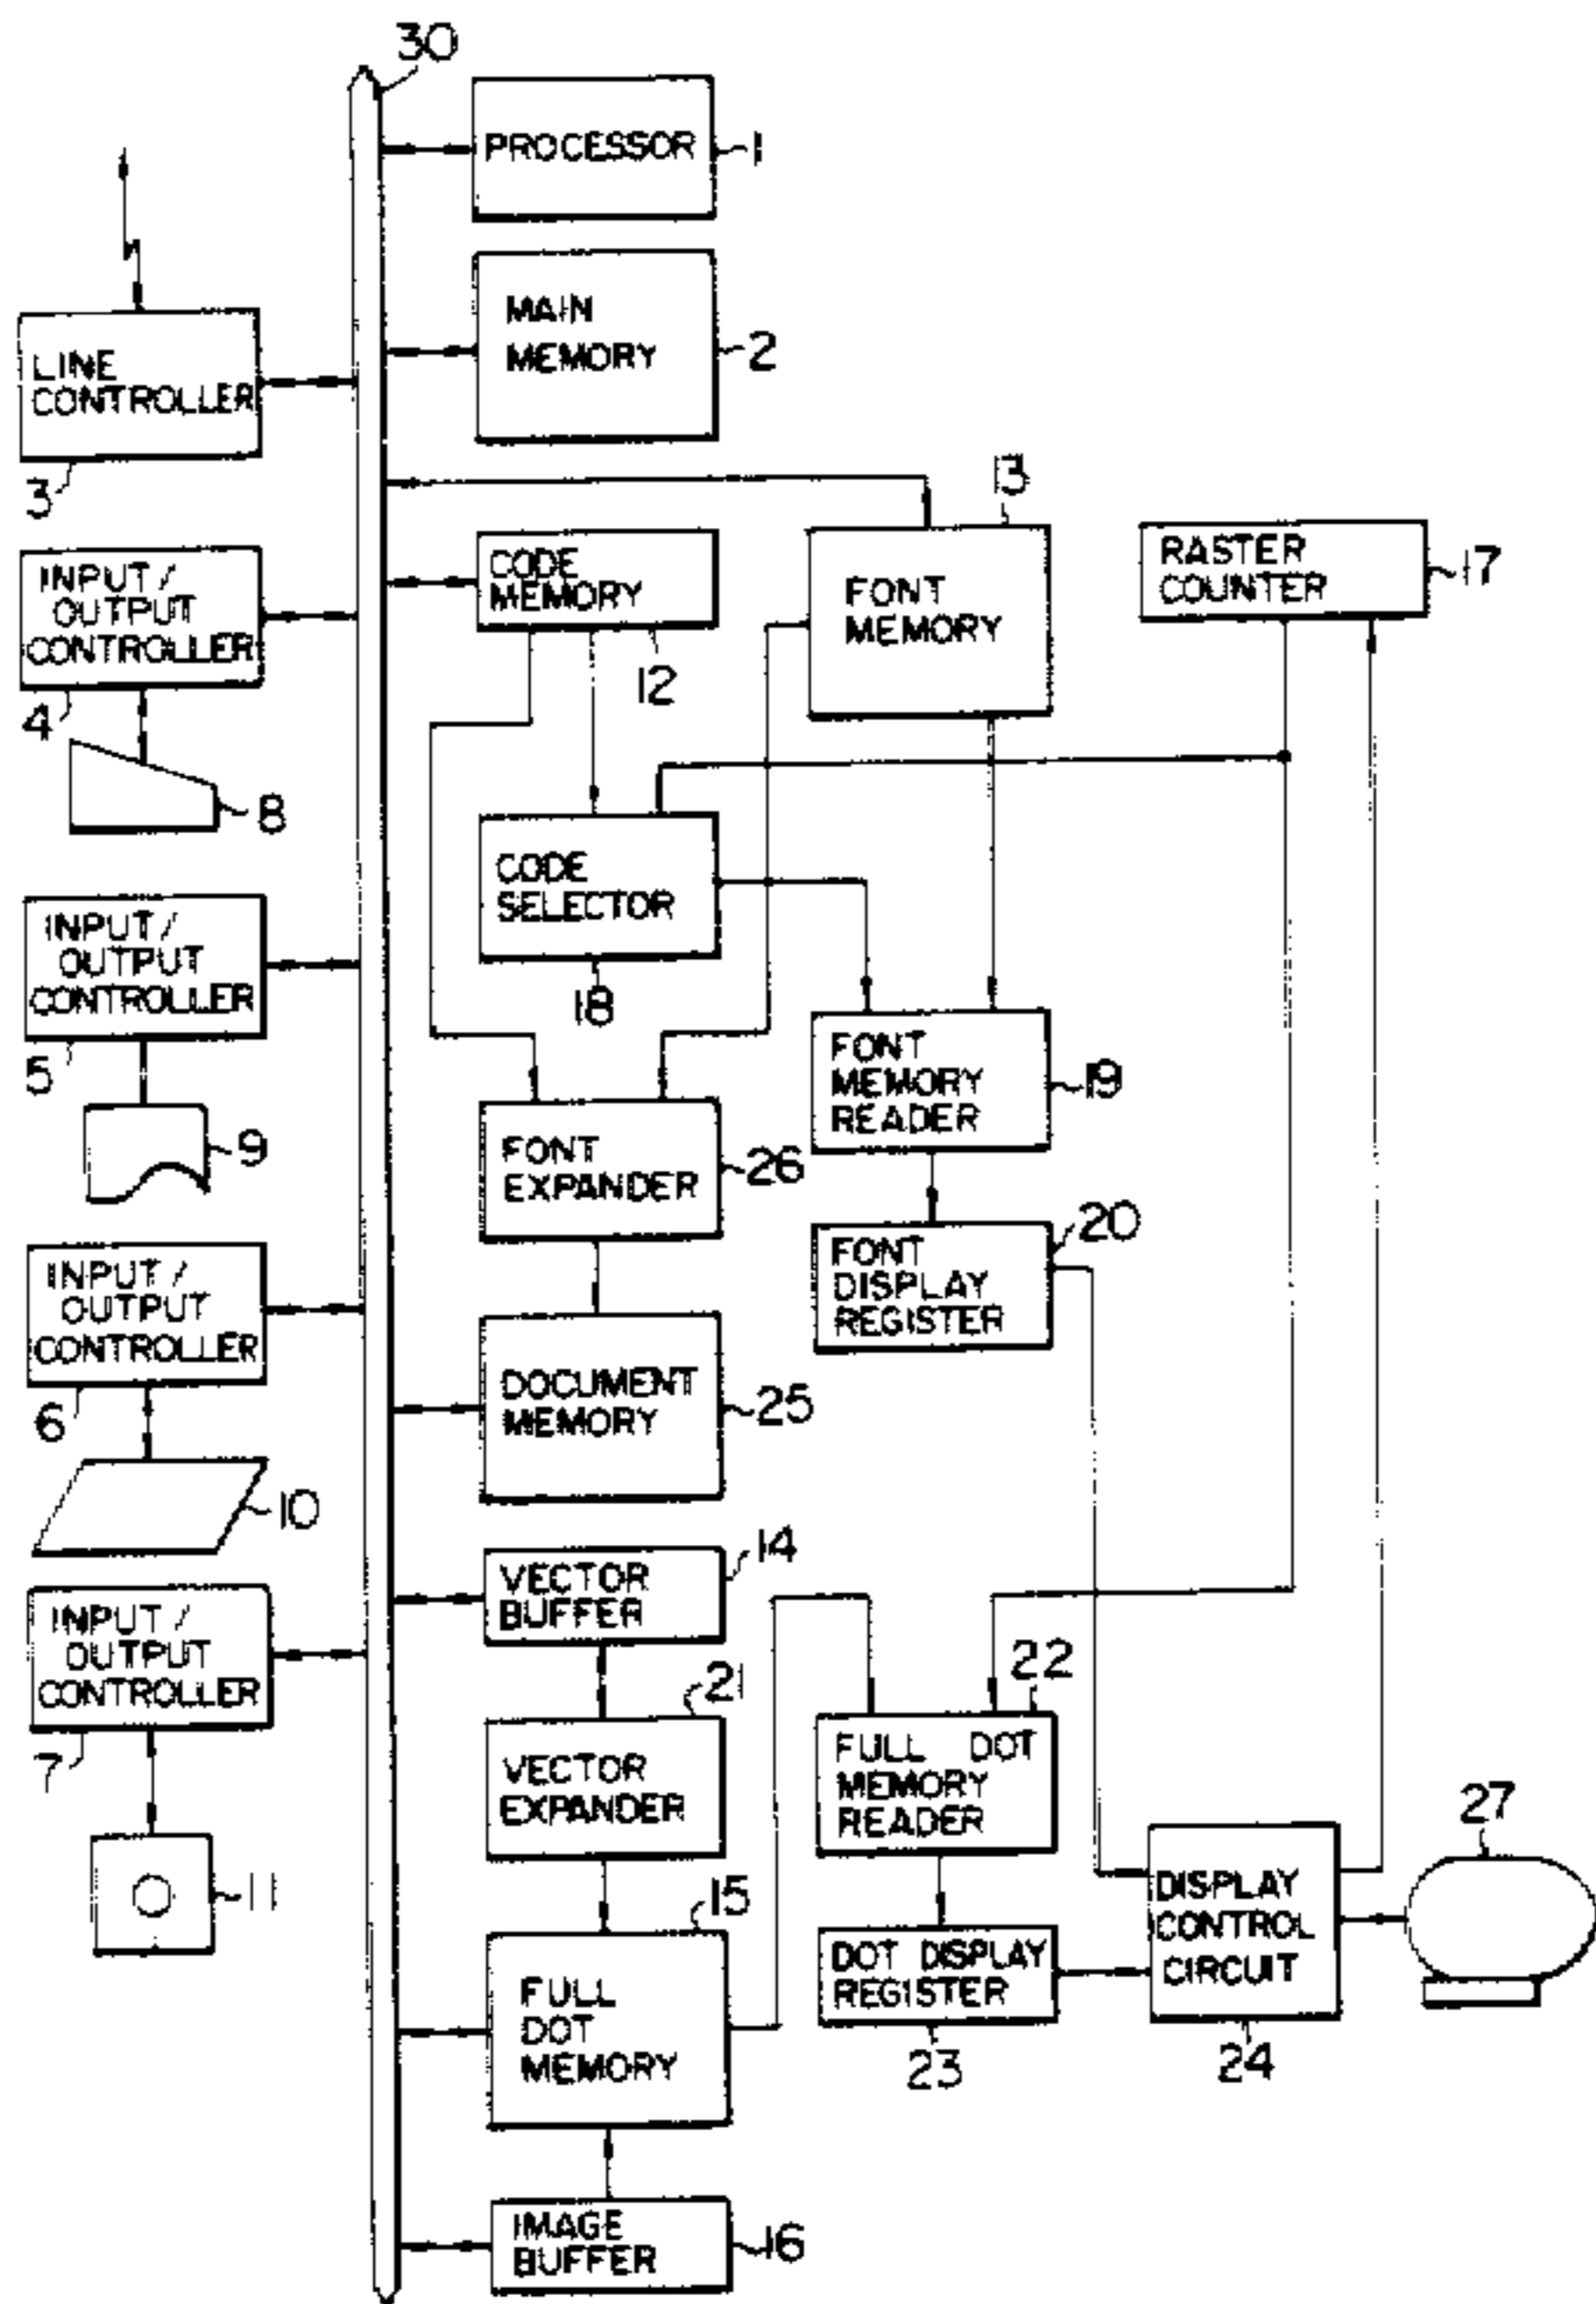 30
PROCESSOR
1
MAIN
MEMORY
2
LINE
CONTROLLER
3
13
CODE
MEMORY
12
FONT
MEMORY
RASTER
COUNTER
17
INPUT/
OUTPUT
CONTROLLER
4
8
CODE
SELECTOR
18
INPUT/
OUTPUT
CONTROLLER
5
9
FONT
MEMORY
READER
19
FONT
EXPANDER
26
FONT
DISPLAY
REGISTER
20
INPUT/
OUTPUT
CONTROLLER
6
10
DOCUMENT
MEMORY
25
VECTOR
BUFFER
14
INPUT/
OUTPUT
CONTROLLER
7
11
VECTOR
EXPANDER
21
FULL DOT
MEMORY
READER
22
27
DISPLAY
CONTROL
CIRCUIT
24
15
FULL
DOT
MEMORY
DOT DISPLAY
REGISTER
23
IMAGE
BUFFER
16